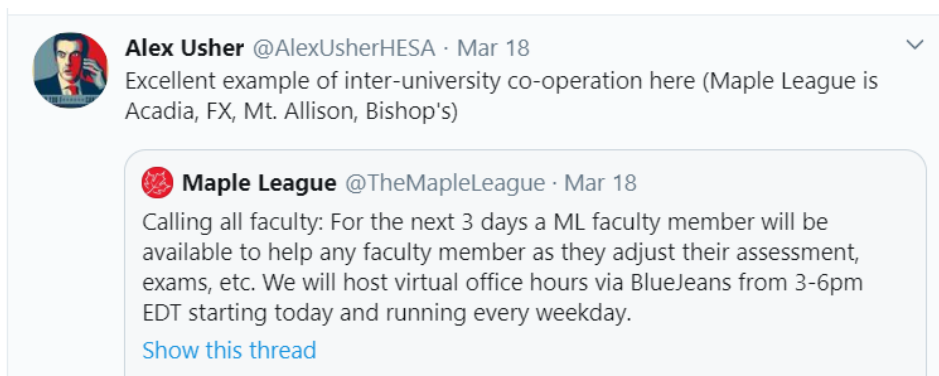 Alex Usher @AlexUsherHESA · Mar 18
Excellent example of inter-university co-operation here (Maple League is
Acadia, FX, Mt. Allison, Bishop's)
Maple League @TheMapleLeague · Mar 18
Calling all faculty: For the next 3 days a ML faculty member will be
available to help any faculty member as they adjust their assessment,
exams, etc. We will host virtual office hours via BlueJeans from 3-6pm
EDT starting today and running every weekday.
Show this thread